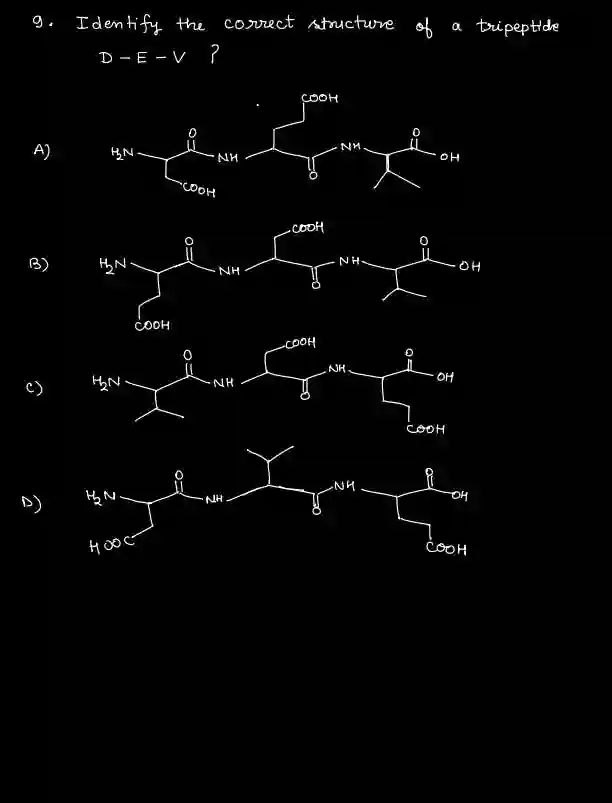 9. Identify the correct structure of a tripeptide
D - E - V ?
COOH
A) H2N O NH O NH O OH
COOH
COOH
B) H2N O NH O NH O OH
COOH
COOH
C) H2N O NH O NH O OH
COOH
D) H2N O NH O NH O OH
HOOC COOH